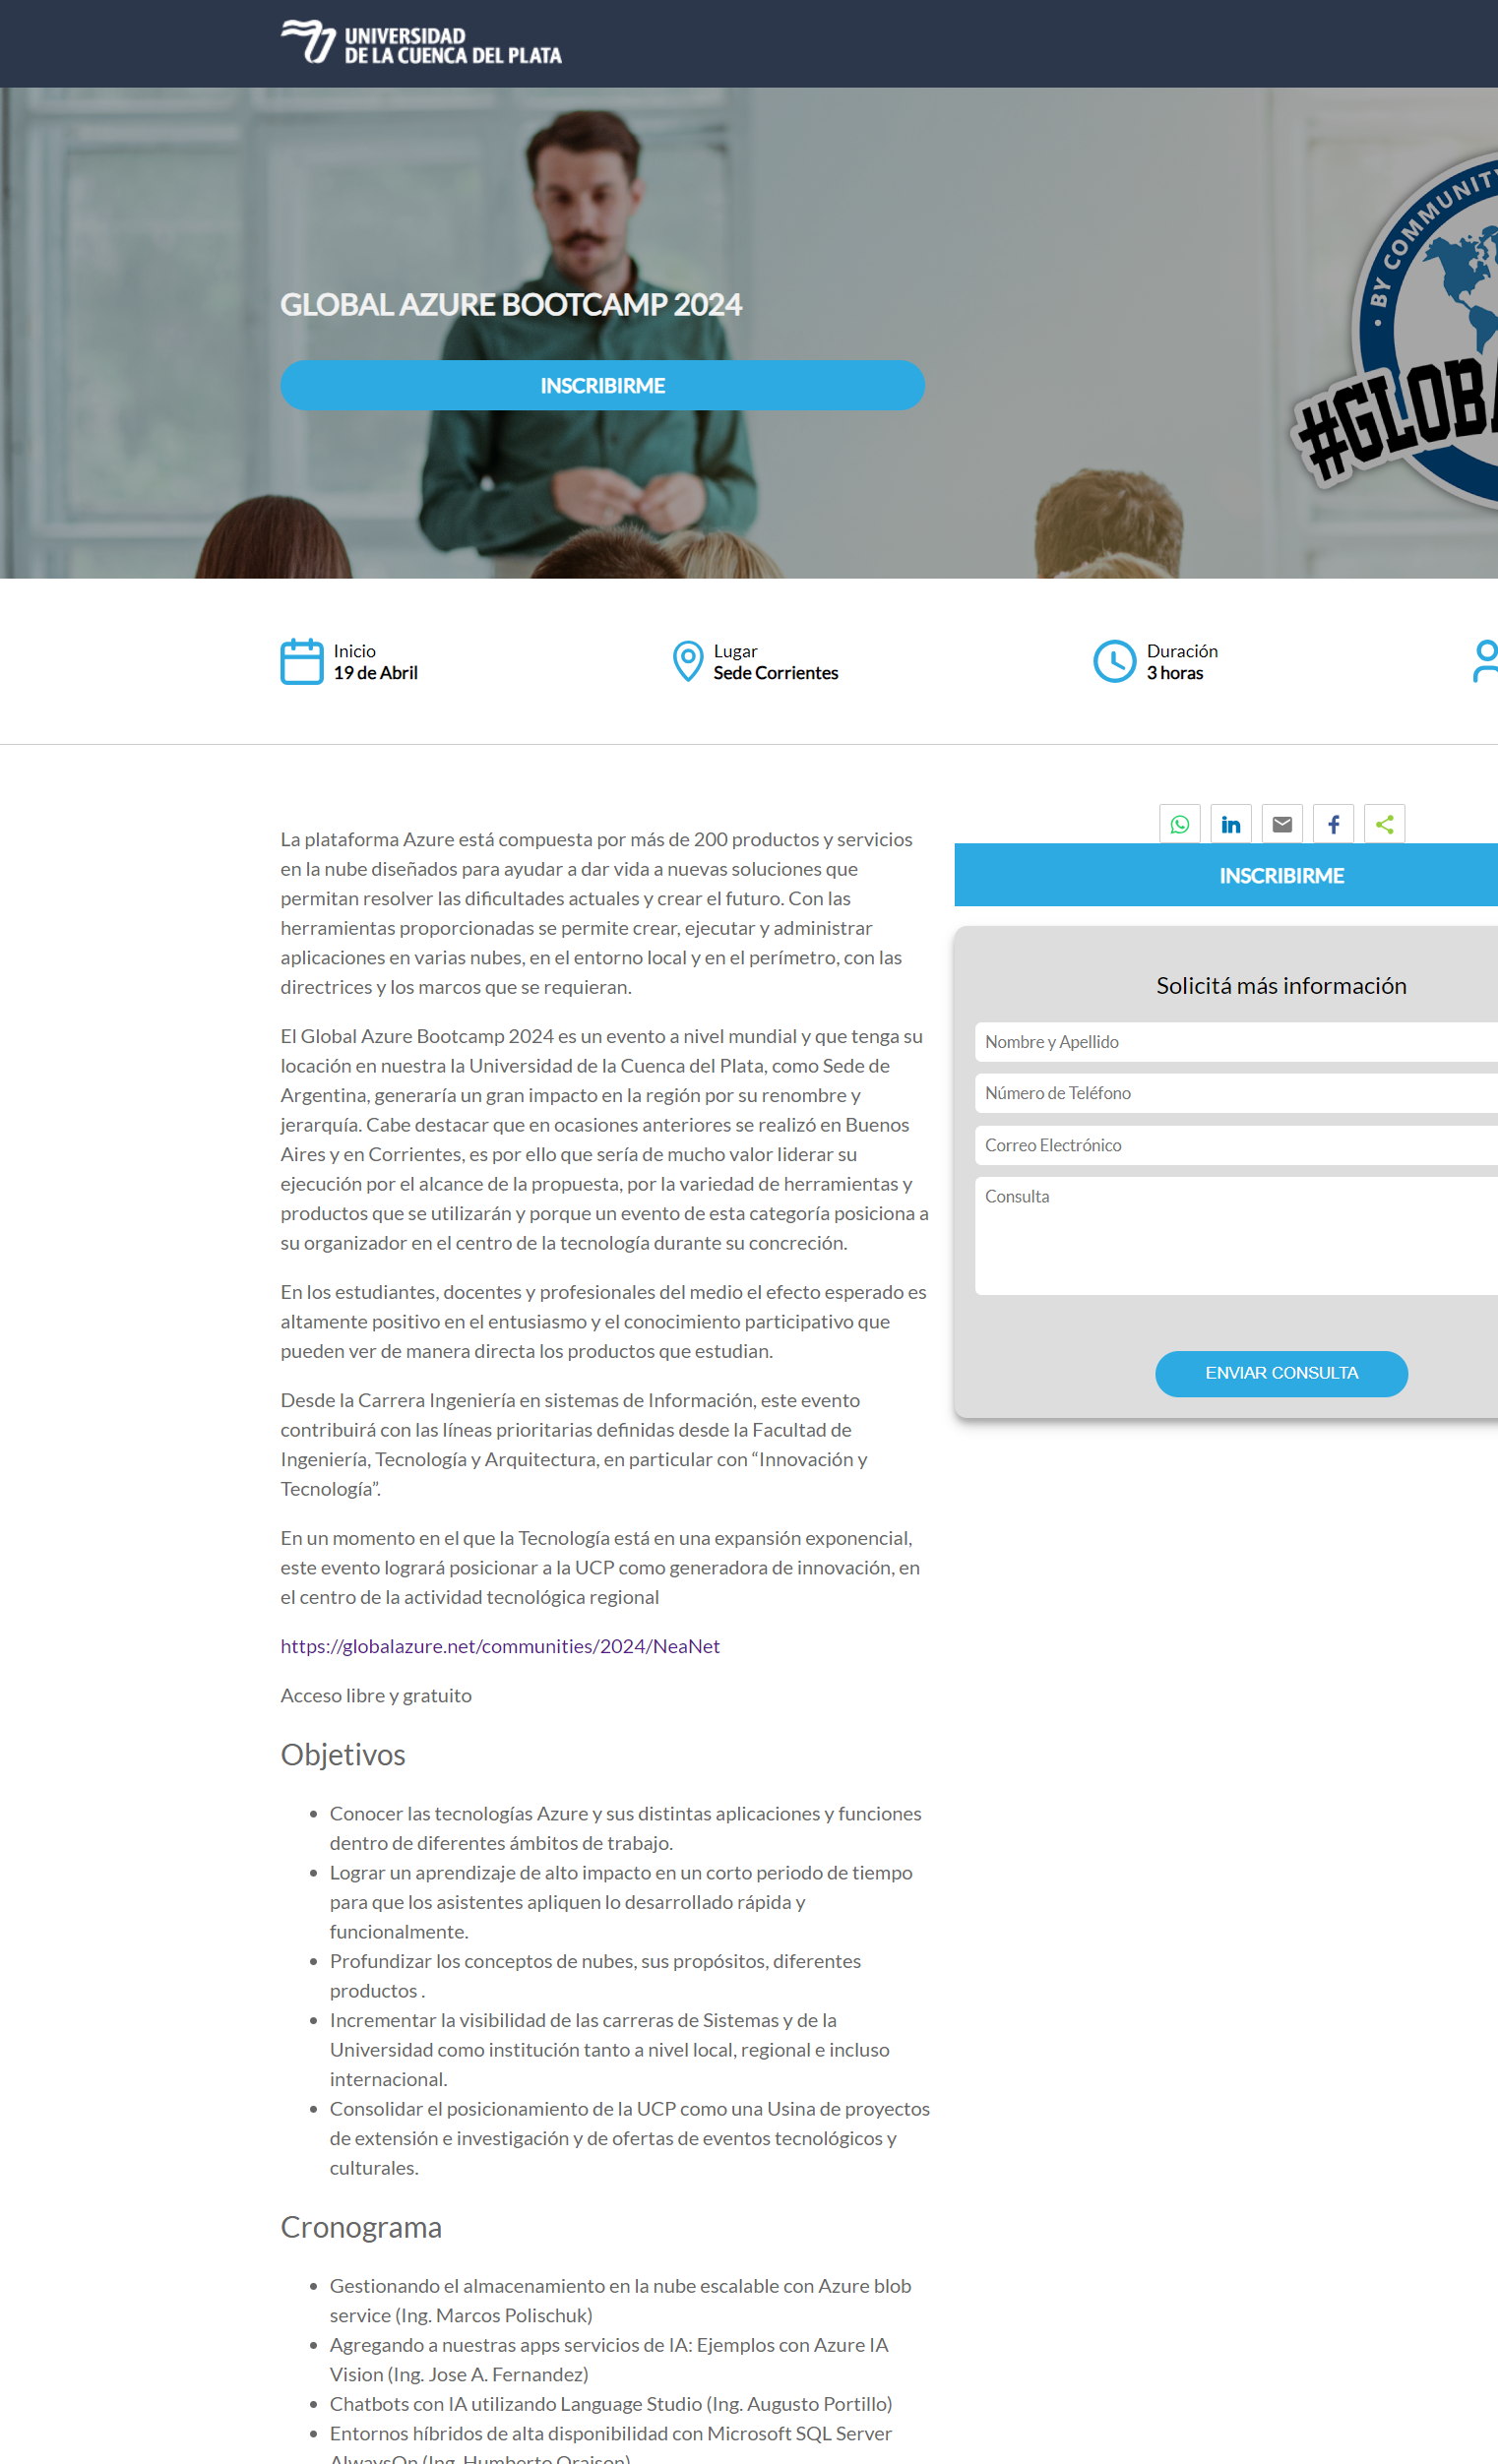 UNIVERSIDAD
DE LA CUENCA DEL PLATA
• BY COMMUNITY
#GLOBA
GLOBAL AZURE BOOTCAMP 2024
INSCRIBIRME
Inicio
19 de Abril
Lugar
Sede Corrientes
Duración
3 horas
La plataforma Azure está compuesta por más de 200 productos y servicios
en la nube diseñados para ayudar a dar vida a nuevas soluciones que
permitan resolver las dificultades actuales y crear el futuro. Con las
herramientas proporcionadas se permite crear, ejecutar y administrar
aplicaciones en varias nubes, en el entorno local y en el perímetro, con las
directrices y los marcos que se requieran.
El Global Azure Bootcamp 2024 es un evento a nivel mundial y que tenga su
locación en nuestra la Universidad de la Cuenca del Plata, como Sede de
Argentina, generaría un gran impacto en la región por su renombre y
jerarquía. Cabe destacar que en ocasiones anteriores se realizó en Buenos
Aires y en Corrientes, es por ello que sería de mucho valor liderar su
ejecución por el alcance de la propuesta, por la variedad de herramientas y
productos que se utilizarán y porque un evento de esta categoría posiciona a
su organizador en el centro de la tecnología durante su concreción.
En los estudiantes, docentes y profesionales del medio el efecto esperado es
altamente positivo en el entusiasmo y el conocimiento participativo que
pueden ver de manera directa los productos que estudian.
Desde la Carrera Ingeniería en sistemas de Información, este evento
contribuirá con las líneas prioritarias definidas desde la Facultad de
Ingeniería, Tecnología y Arquitectura, en particular con “Innovación y
Tecnología”.
En un momento en el que la Tecnología está en una expansión exponencial,
este evento logrará posicionar a la UCP como generadora de innovación, en
el centro de la actividad tecnológica regional
https://globalazure.net/communities/2024/NeaNet
Acceso libre y gratuito
Objetivos
• Conocer las tecnologías Azure y sus distintas aplicaciones y funciones
dentro de diferentes ámbitos de trabajo.
• Lograr un aprendizaje de alto impacto en un corto periodo de tiempo
para que los asistentes apliquen lo desarrollado rápida y
funcionalmente.
• Profundizar los conceptos de nubes, sus propósitos, diferentes
productos .
• Incrementar la visibilidad de las carreras de Sistemas y de la
Universidad como institución tanto a nivel local, regional e incluso
internacional.
• Consolidar el posicionamiento de la UCP como una Usina de proyectos
de extensión e investigación y de ofertas de eventos tecnológicos y
culturales.
Cronograma
• Gestionando el almacenamiento en la nube escalable con Azure blob
service (Ing. Marcos Polischuk)
• Agregando a nuestras apps servicios de IA: Ejemplos con Azure IA
Vision (Ing. Jose A. Fernandez)
• Chatbots con IA utilizando Language Studio (Ing. Augusto Portillo)
• Entornos híbridos de alta disponibilidad con Microsoft SQL Server
AlwaysOn (Ing. Humberto Oraison)
INSCRIBIRME
Solicitá más información
Nombre y Apellido
Número de Teléfono
Correo Electrónico
Consulta
ENVIAR CONSULTA